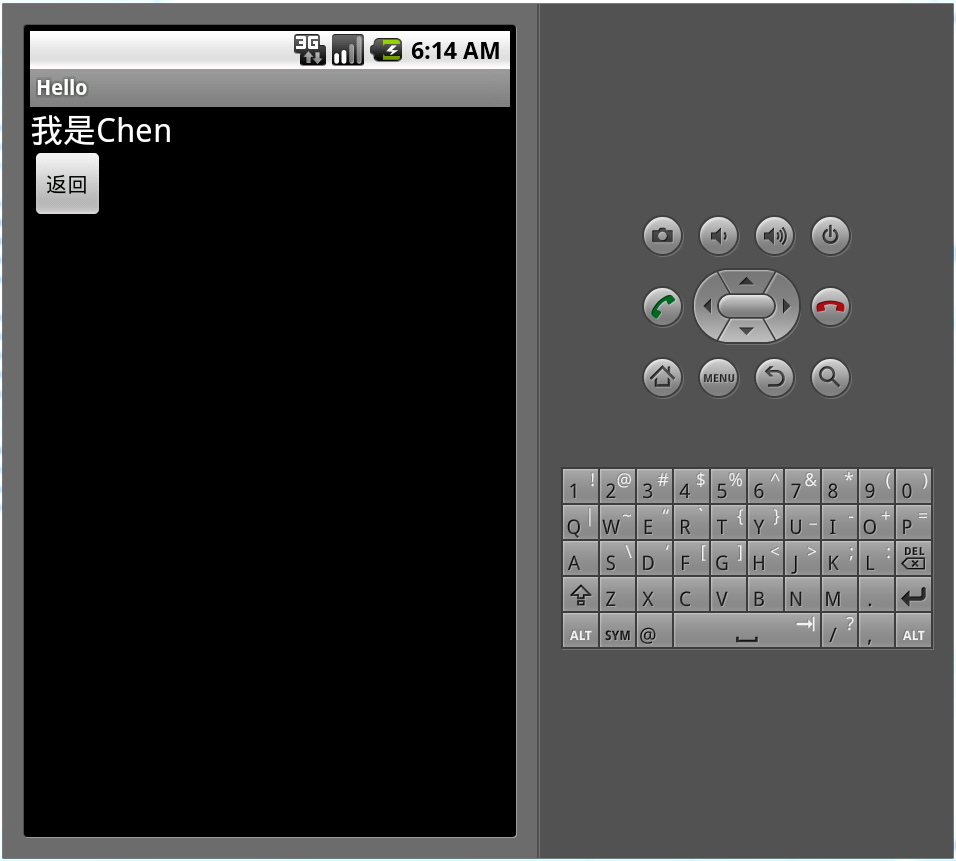 3G 6:14 AM
Hello
我是Chen
返回
MENU
1 ! 2 @ 3 # 4 $ 5 % 6 ^ 7 & 8 * 9 ( 0 )
Q | W ~ E “ R ` T { Y } U _ I - O + P =
A S \ D ‘ F [ G ] H < J > K ; L : DEL
Z X C V B N M .
ALT SYM @ / ? , ALT